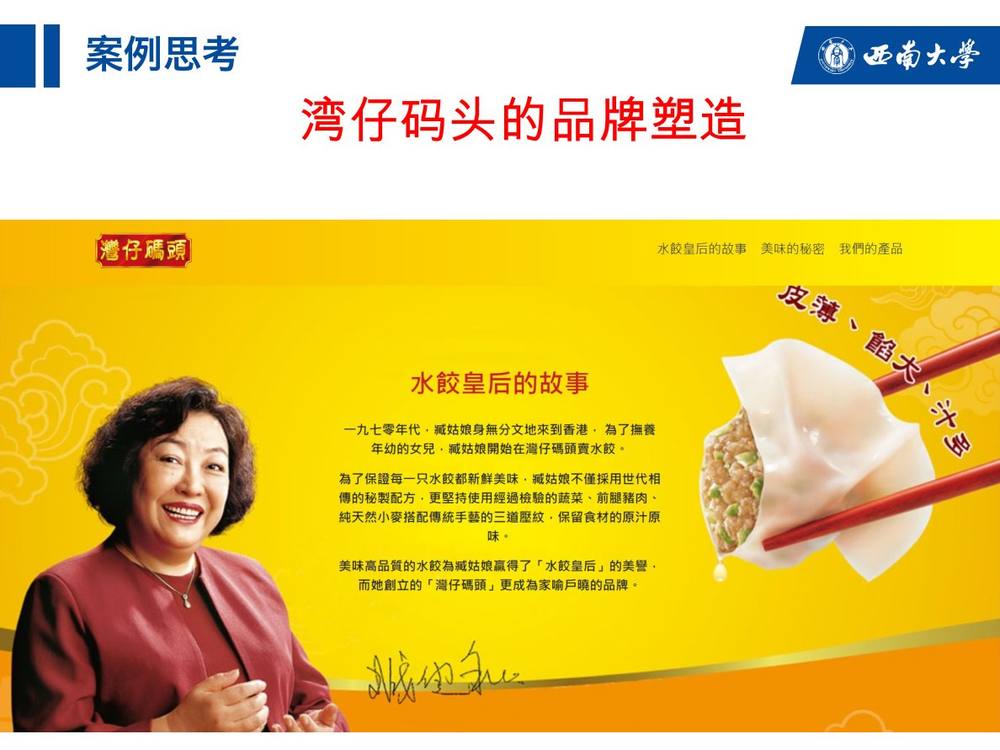 案例思考
西南大学
湾仔码头的品牌塑造
灣仔碼頭
水餃皇后的故事 美味的秘密 我們的產品
皮薄、餡大、汁多
水餃皇后的故事
一九七零年代，臧姑娘身無分文地來到香港，為了撫養
年幼的女兒，臧姑娘開始在灣仔碼頭賣水餃。
為了保證每一只水餃都新鮮美味，臧姑娘不僅採用世代相
傳的秘製配方，更堅持使用經過檢驗的蔬菜、前腿豬肉、
純天然小麥搭配傳統手藝的三道壓紋，保留食材的原汁原
味。
美味高品質的水餃為臧姑娘贏得了「水餃皇后」的美譽，
而她創立的「灣仔碼頭」更成為家喻戶曉的品牌。